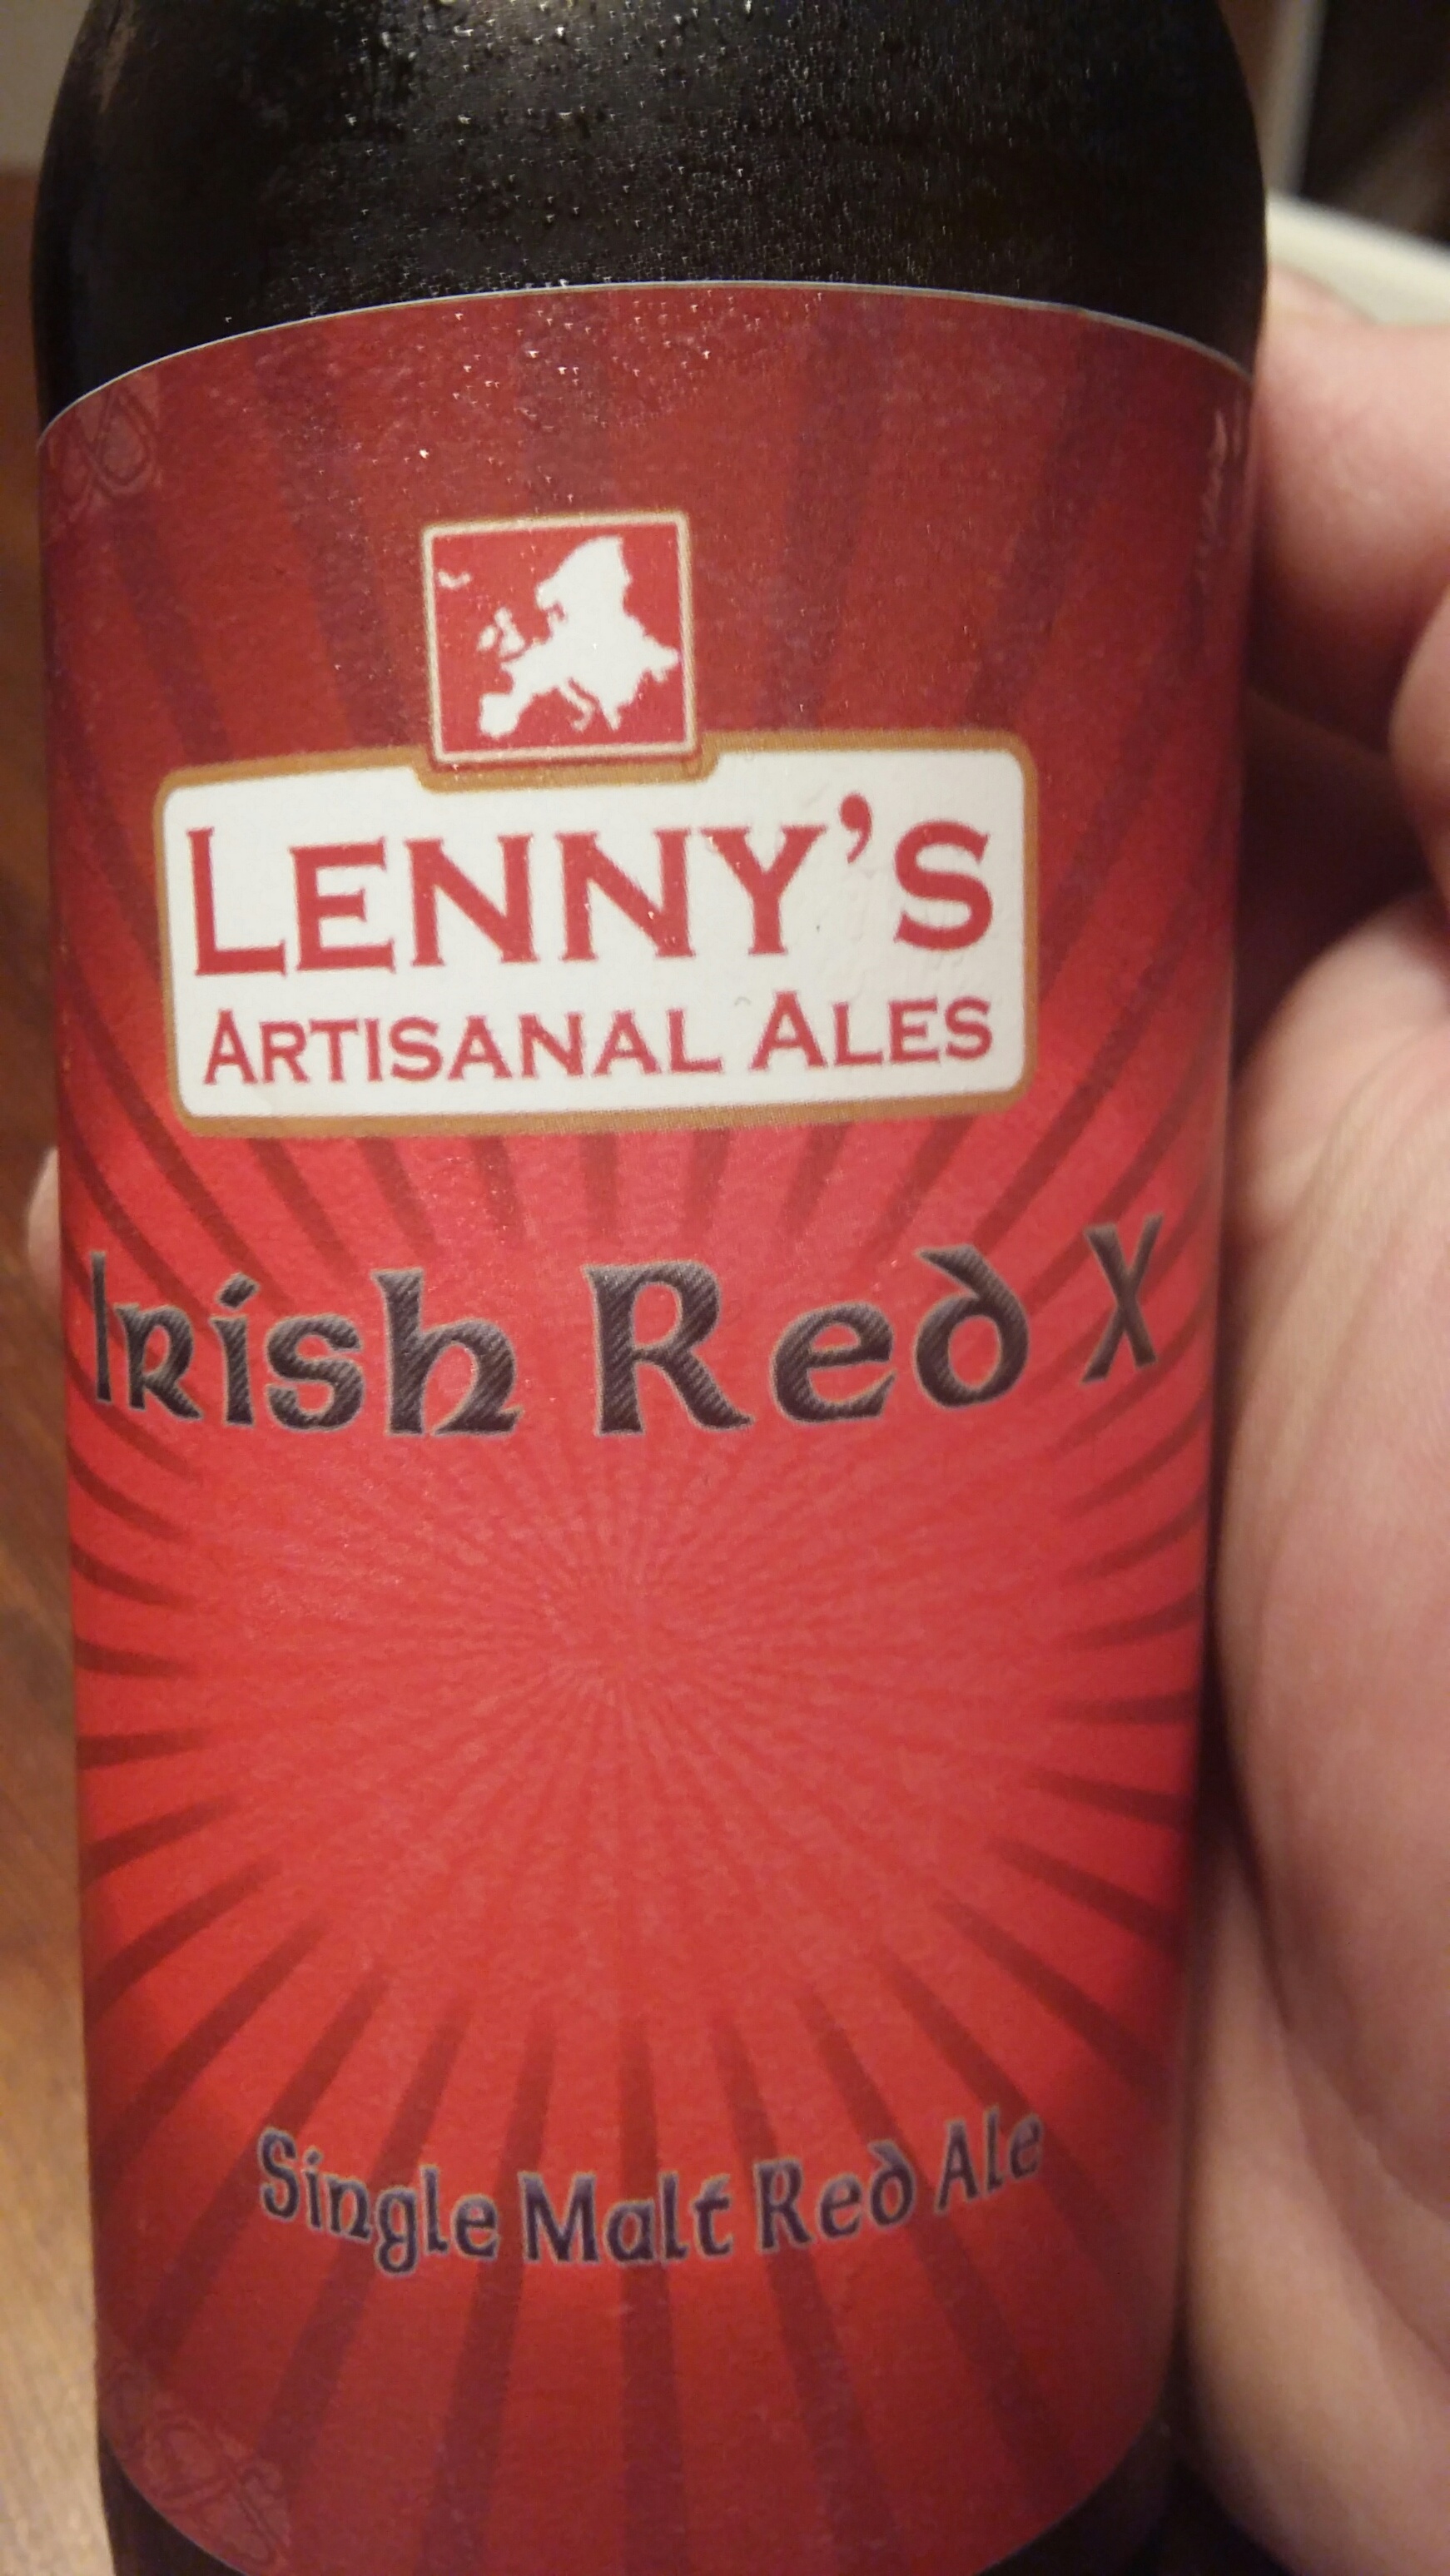 LENNY'S
ARTISANAL ALES
Irish Red X
Single Malt Red Ale